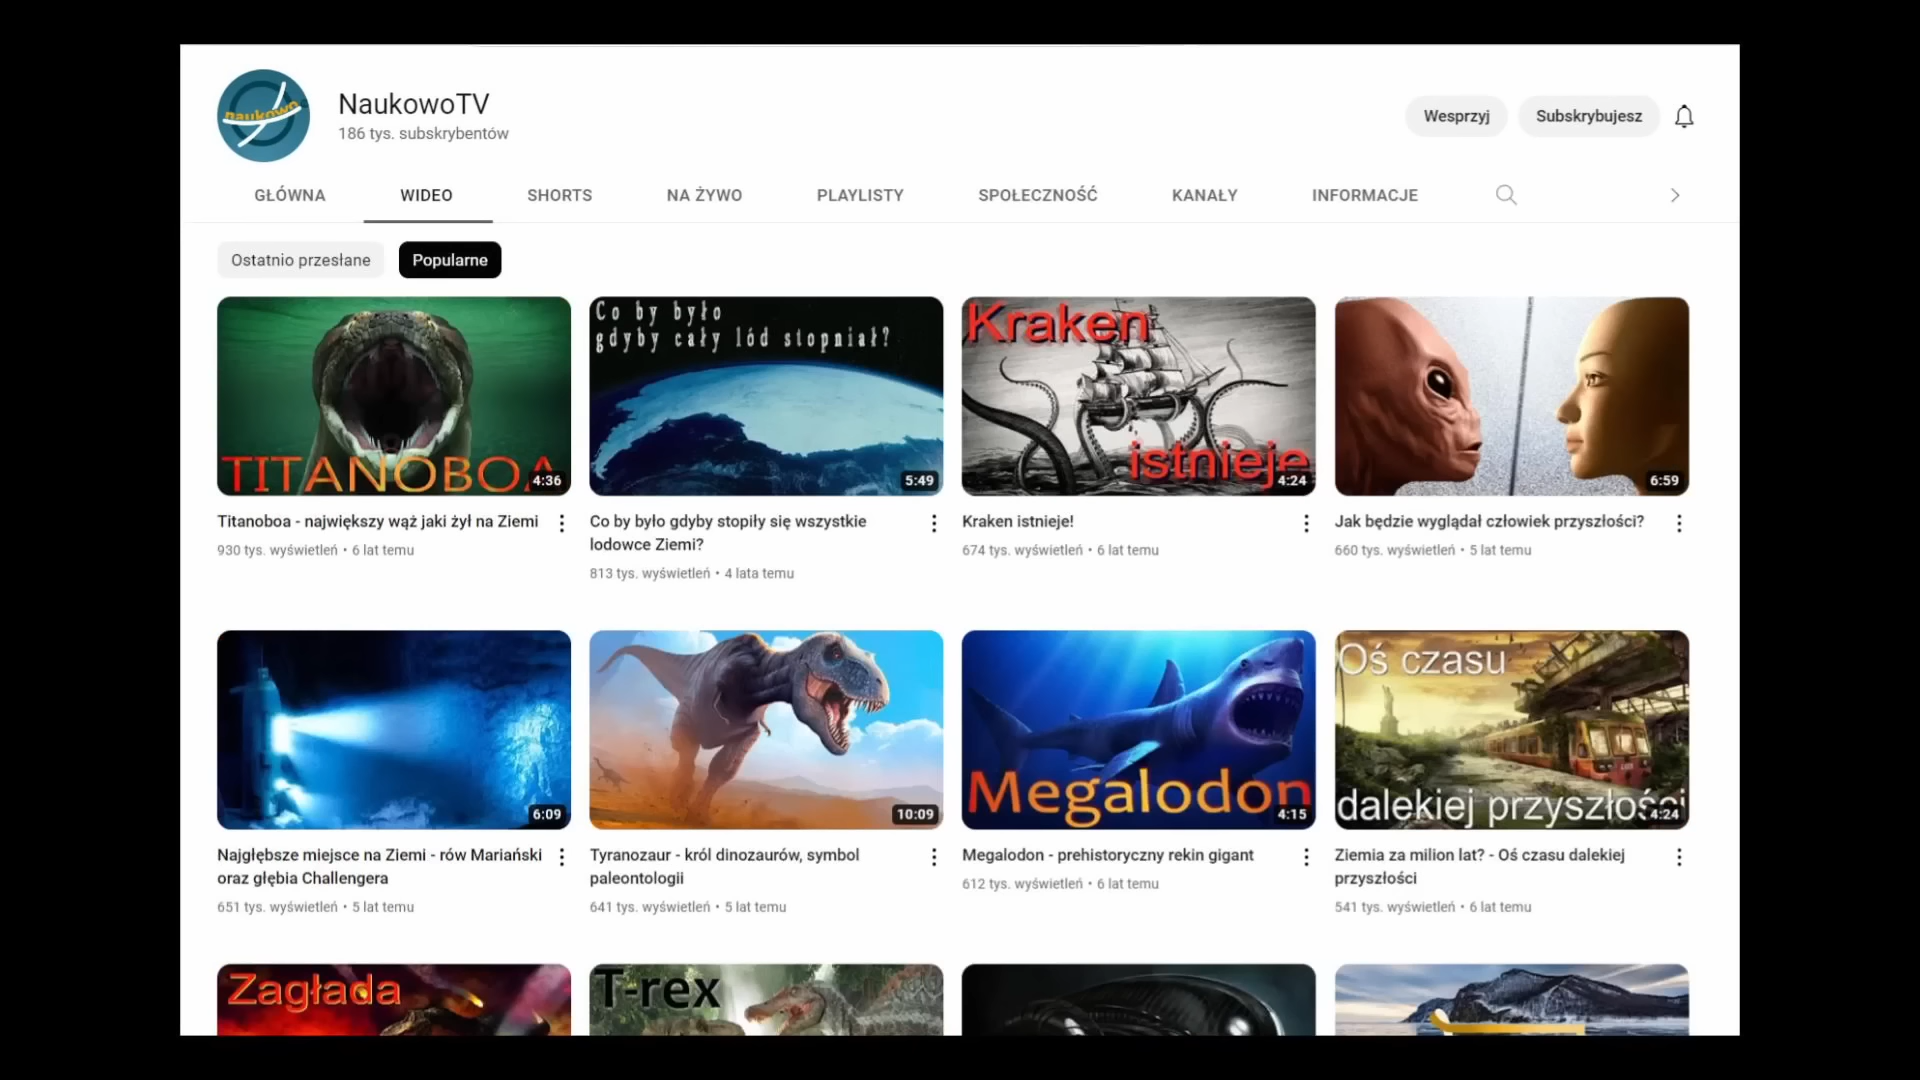 naukowo
NaukowoTV
186 tys. subskrybentów
Wesprzyj
Subskrybujesz
GŁÓWNA
WIDEO
SHORTS
NA ŻYWO
PLAYLISTY
SPOŁECZNOŚĆ
KANAŁY
INFORMACJE
Ostatnio przesłane
Popularne
TITANOBOA
4:36
Co by było
gdyby cały lód stopniał?
5:49
Kraken
istnieje
4:24
6:59
Titanoboa - największy wąż jaki żył na Ziemi
930 tys. wyświetleń • 6 lat temu
Co by było gdyby stopiły się wszystkie
lodowce Ziemi?
813 tys. wyświetleń • 4 lata temu
Kraken istnieje!
674 tys. wyświetleń • 6 lat temu
Jak będzie wyglądał człowiek przyszłości?
660 tys. wyświetleń • 5 lat temu
6:09
10:09
Megalodon
4:15
Oś czasu
dalekiej przyszłości
4:24
Najgłębsze miejsce na Ziemi - rów Mariański
oraz głębia Challengera
651 tys. wyświetleń • 5 lat temu
Tyranozaur - król dinozaurów, symbol
paleontologii
641 tys. wyświetleń • 5 lat temu
Megalodon - prehistoryczny rekin gigant
612 tys. wyświetleń • 6 lat temu
Ziemia za milion lat? - Oś czasu dalekiej
przyszłości
541 tys. wyświetleń • 6 lat temu
Zagłada
T-rex